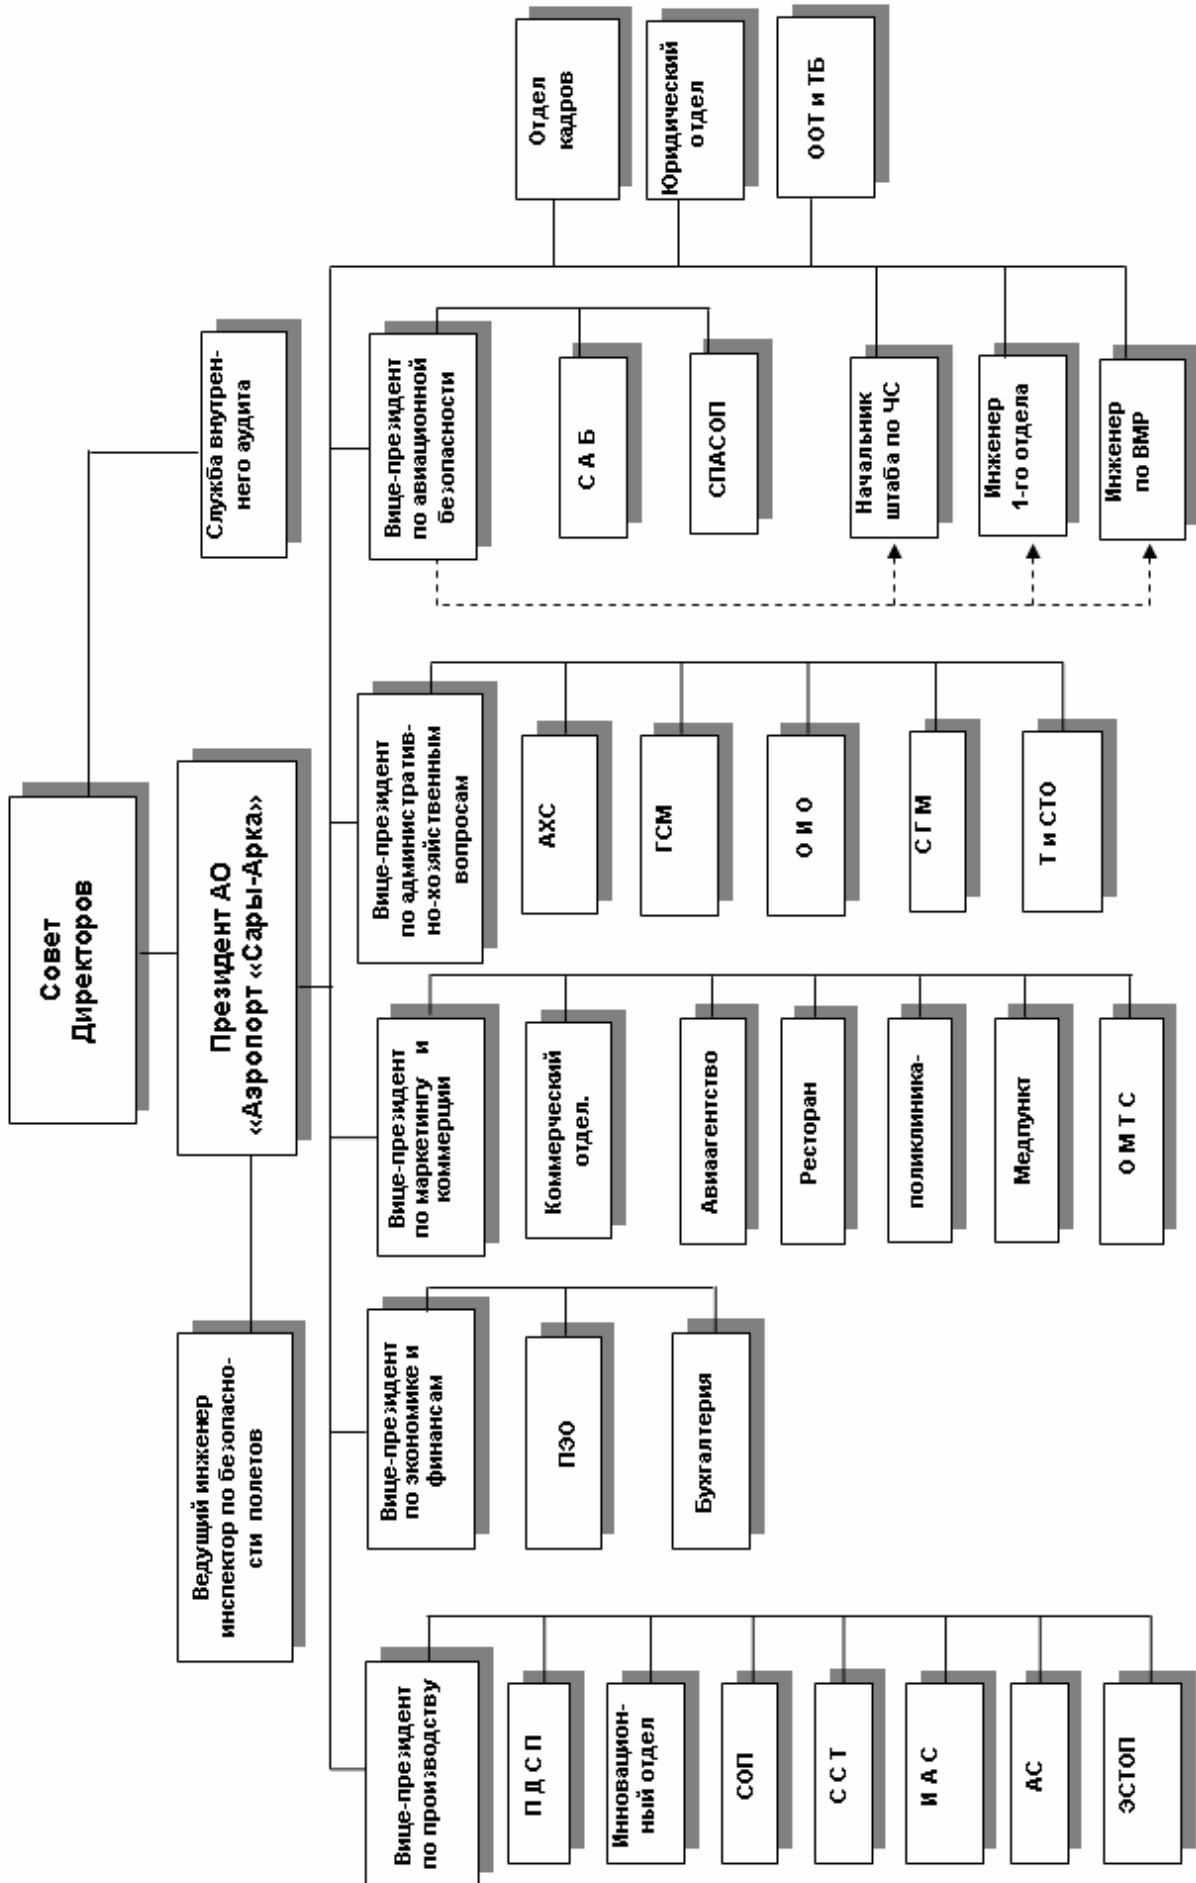 Совет
Директоров
Служба внутрен-
него аудита
Президент АО
«Аэропорт «Сары-Арка»
Ведущий инженер
инспектор по безопасно-
сти полетов
Вице-президент
по производству
П Д С П
Инновацион-
ный отдел
СОП
С С Т
И А С
АС
ЭСТОП
Вице-президент
по экономике и
финансам
ПЭО
Бухгалтерия
Вице-президент
по маркетингу и
коммерции
Коммерческий
отдел.
Авиаагентство
Ресторан
поликлиника-
Медпункт
О М Т С
Вице-президент
по административ-
но-хозяйственным
вопросам
АХС
ГСМ
О И О
С Г М
Т и СТО
Вице-президент
по авиационной
безопасности
С А Б
СПАСОП
Начальник
штаба по ЧС
Инженер
1-го отдела
Инженер
по ВМР
Отдел
кадров
Юридический
отдел
ООТ и ТБ